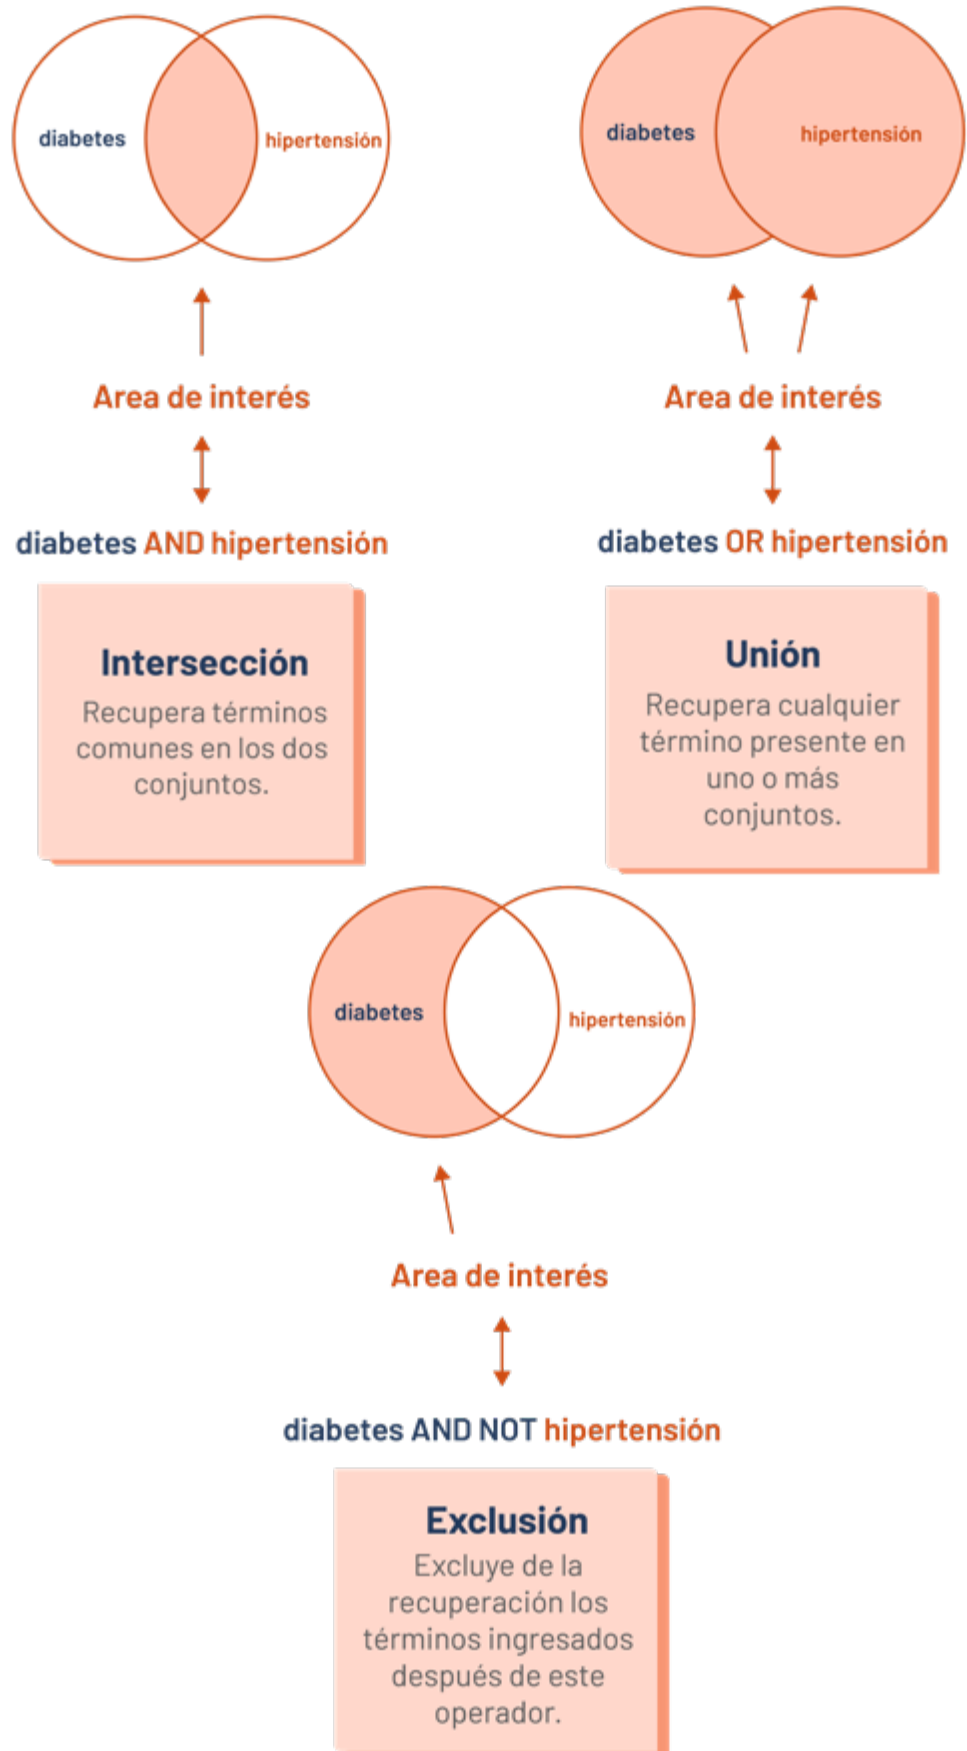 diabetes
hipertensión
Area de interés
diabetes AND hipertensión
Intersección
Recupera términos
comunes en los dos
conjuntos.
diabetes
hipertensión
Area de interés
diabetes OR hipertensión
Unión
Recupera cualquier
término presente en
uno o más
conjuntos.
diabetes
hipertensión
Area de interés
diabetes AND NOT hipertensión
Exclusión
Excluye de la
recuperación los
términos ingresados
después de este
operador.